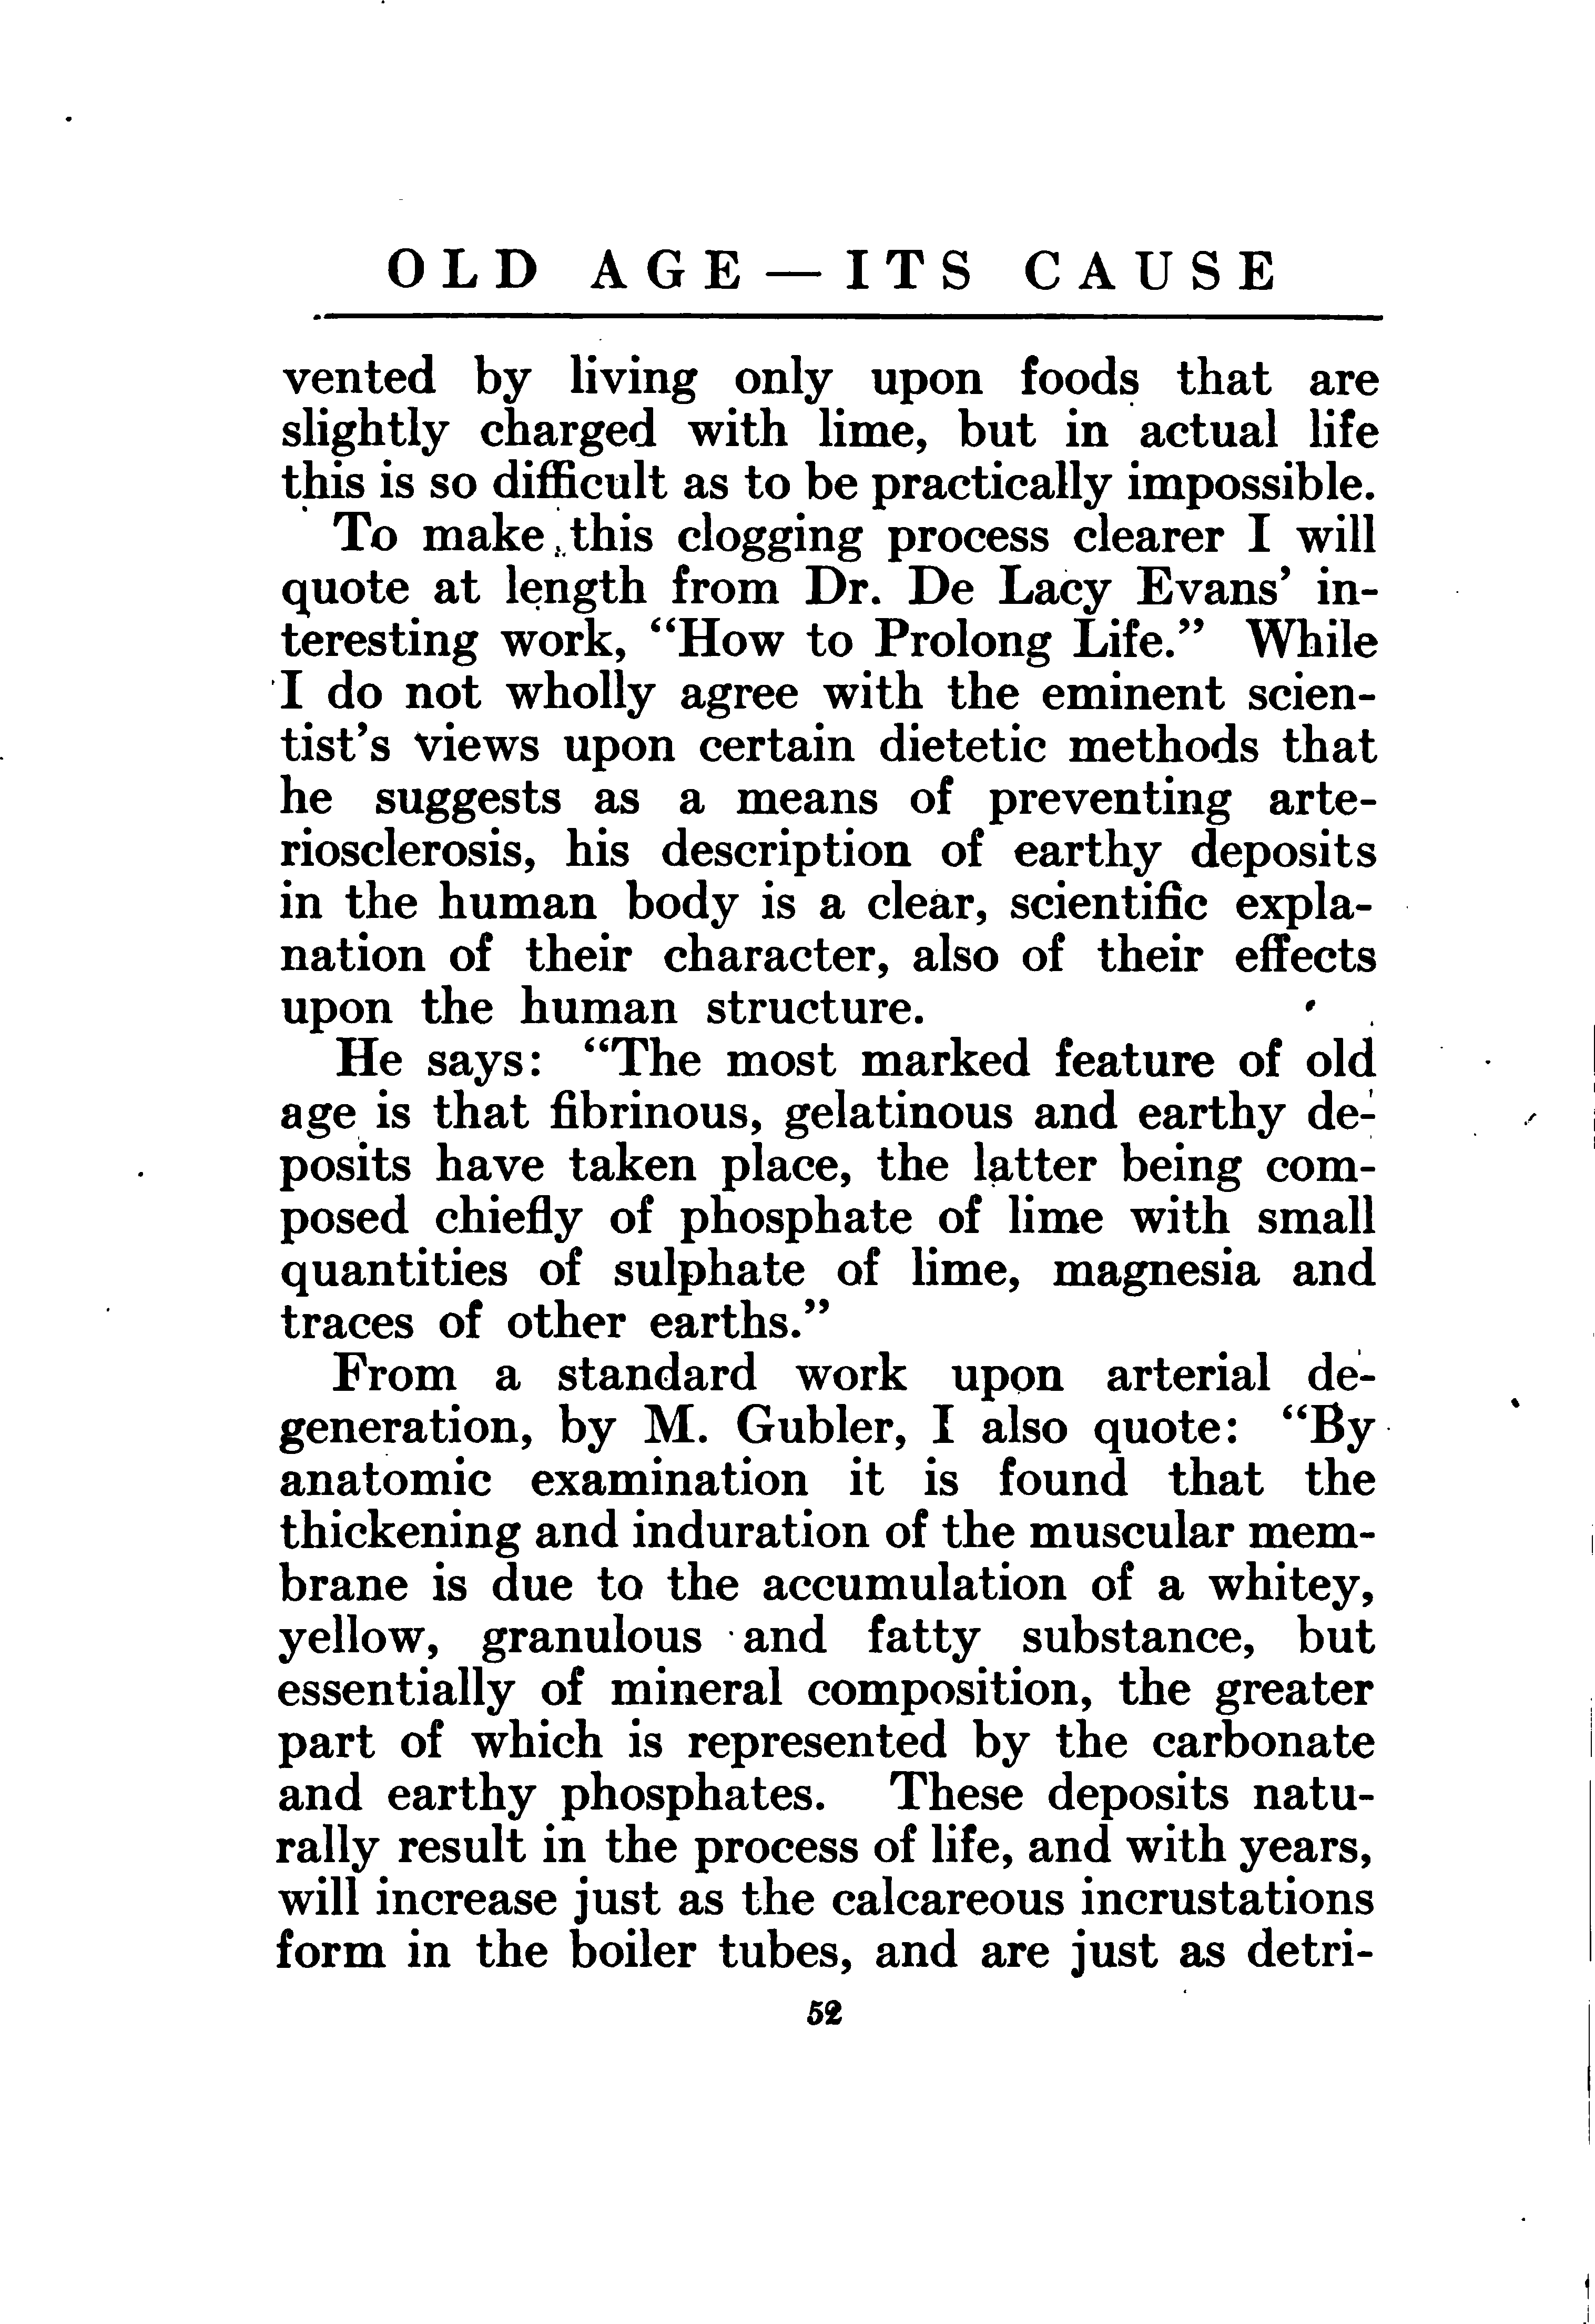 OLD AGE—ITS CAUSE
vented by living only upon foods that are
slightly charged with lime, but in actual life
this is so difficult as to be practically impossible.
To make this clogging process clearer I will
quote at length from Dr. De Lacy Evans' in-
teresting work, "How to Prolong Life." While
I do not wholly agree with the eminent scien-
tist's views upon certain dietetic methods that
he suggests as a means of preventing arte-
riosclerosis, his description of earthy deposits
in the human body is a clear, scientific expla-
nation of their character, also of their effects
upon the human structure.
He says: "The most marked feature of old
age is that fibrinous, gelatinous and earthy de-
posits have taken place, the latter being com-
posed chiefly of phosphate of lime with small
quantities of sulphate of lime, magnesia and
traces of other earths."
From a standard work upon arterial de-
generation, by M. Gubler, I also quote: "By
anatomic examination it is found that the
thickening and induration of the muscular mem-
brane is due to the accumulation of a whitey,
yellow, granulous and fatty substance, but
essentially of mineral composition, the greater
part of which is represented by the carbonate
and earthy phosphates. These deposits natu-
rally result in the process of life, and with years,
will increase just as the calcareous incrustations
form in the boiler tubes, and are just as detri-
52